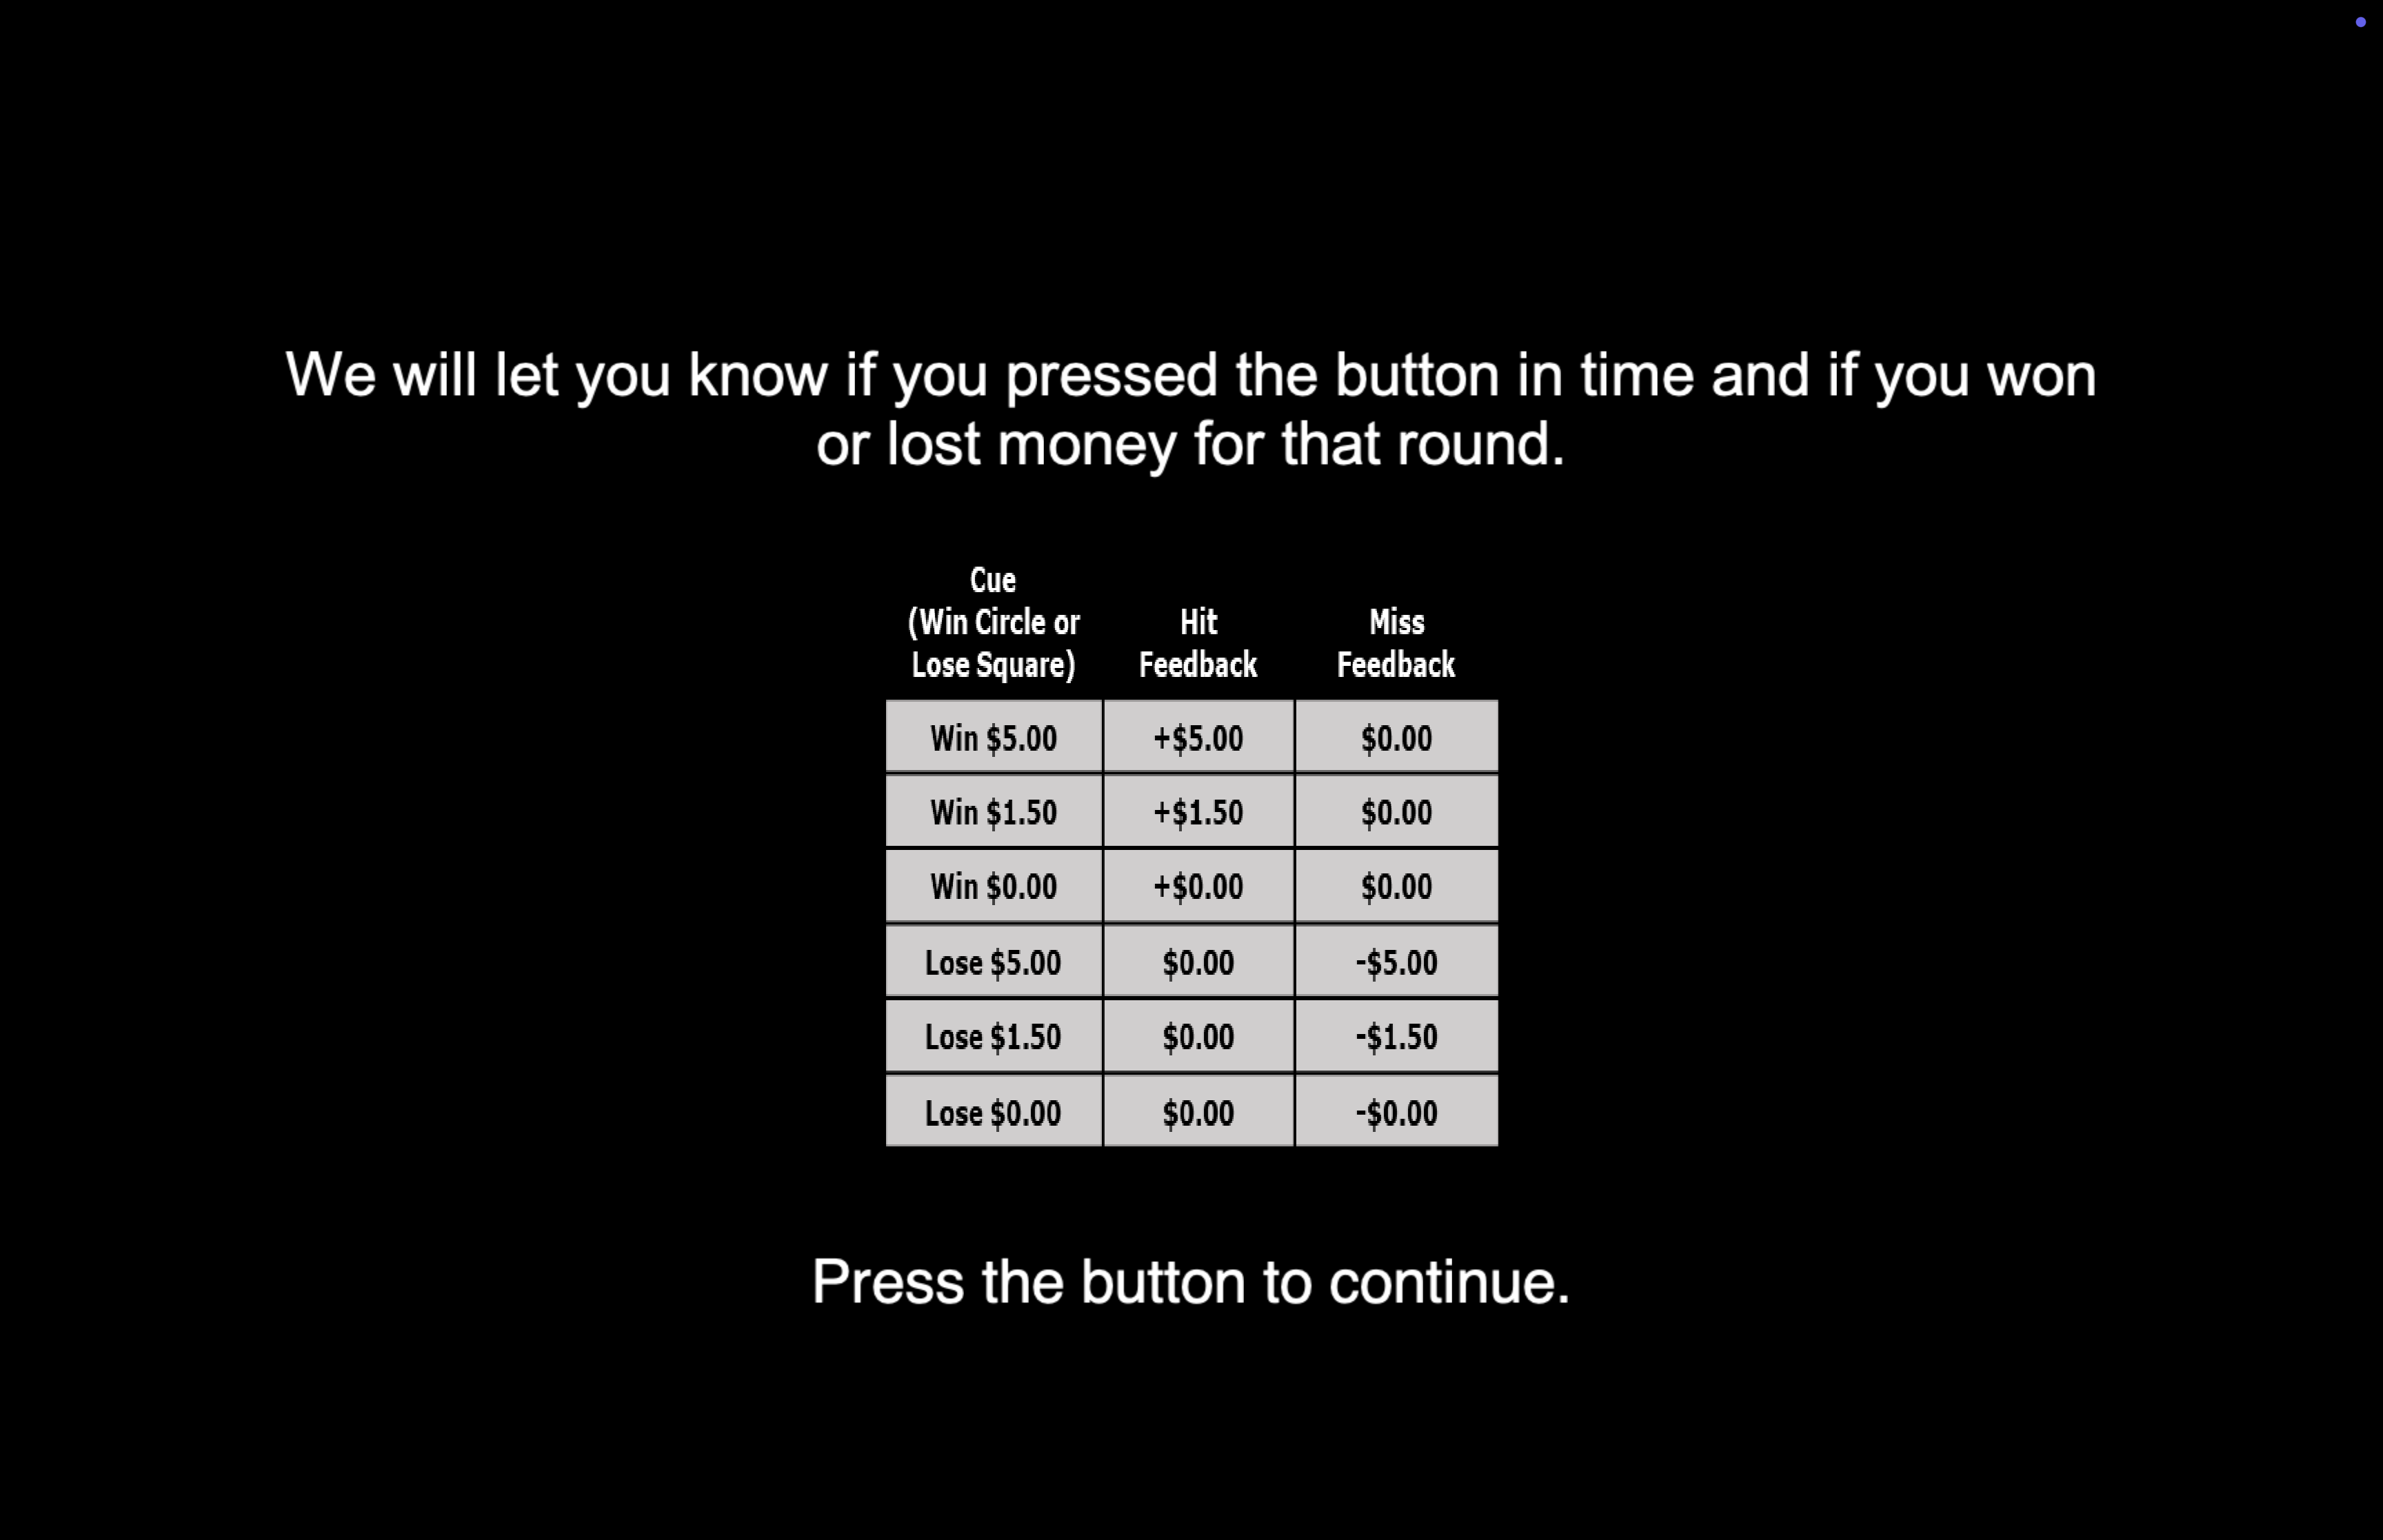 We will let you know if you pressed the button in time and if you won
or lost money for that round.
Cue
(Win Circle or
Lose Square)
Hit
Feedback
Miss
Feedback
Win $5.00 +$5.00 $0.00
Win $1.50 +$1.50 $0.00
Win $0.00 +$0.00 $0.00
Lose $5.00 $0.00 -$5.00
Lose $1.50 $0.00 -$1.50
Lose $0.00 $0.00 -$0.00
Press the button to continue.